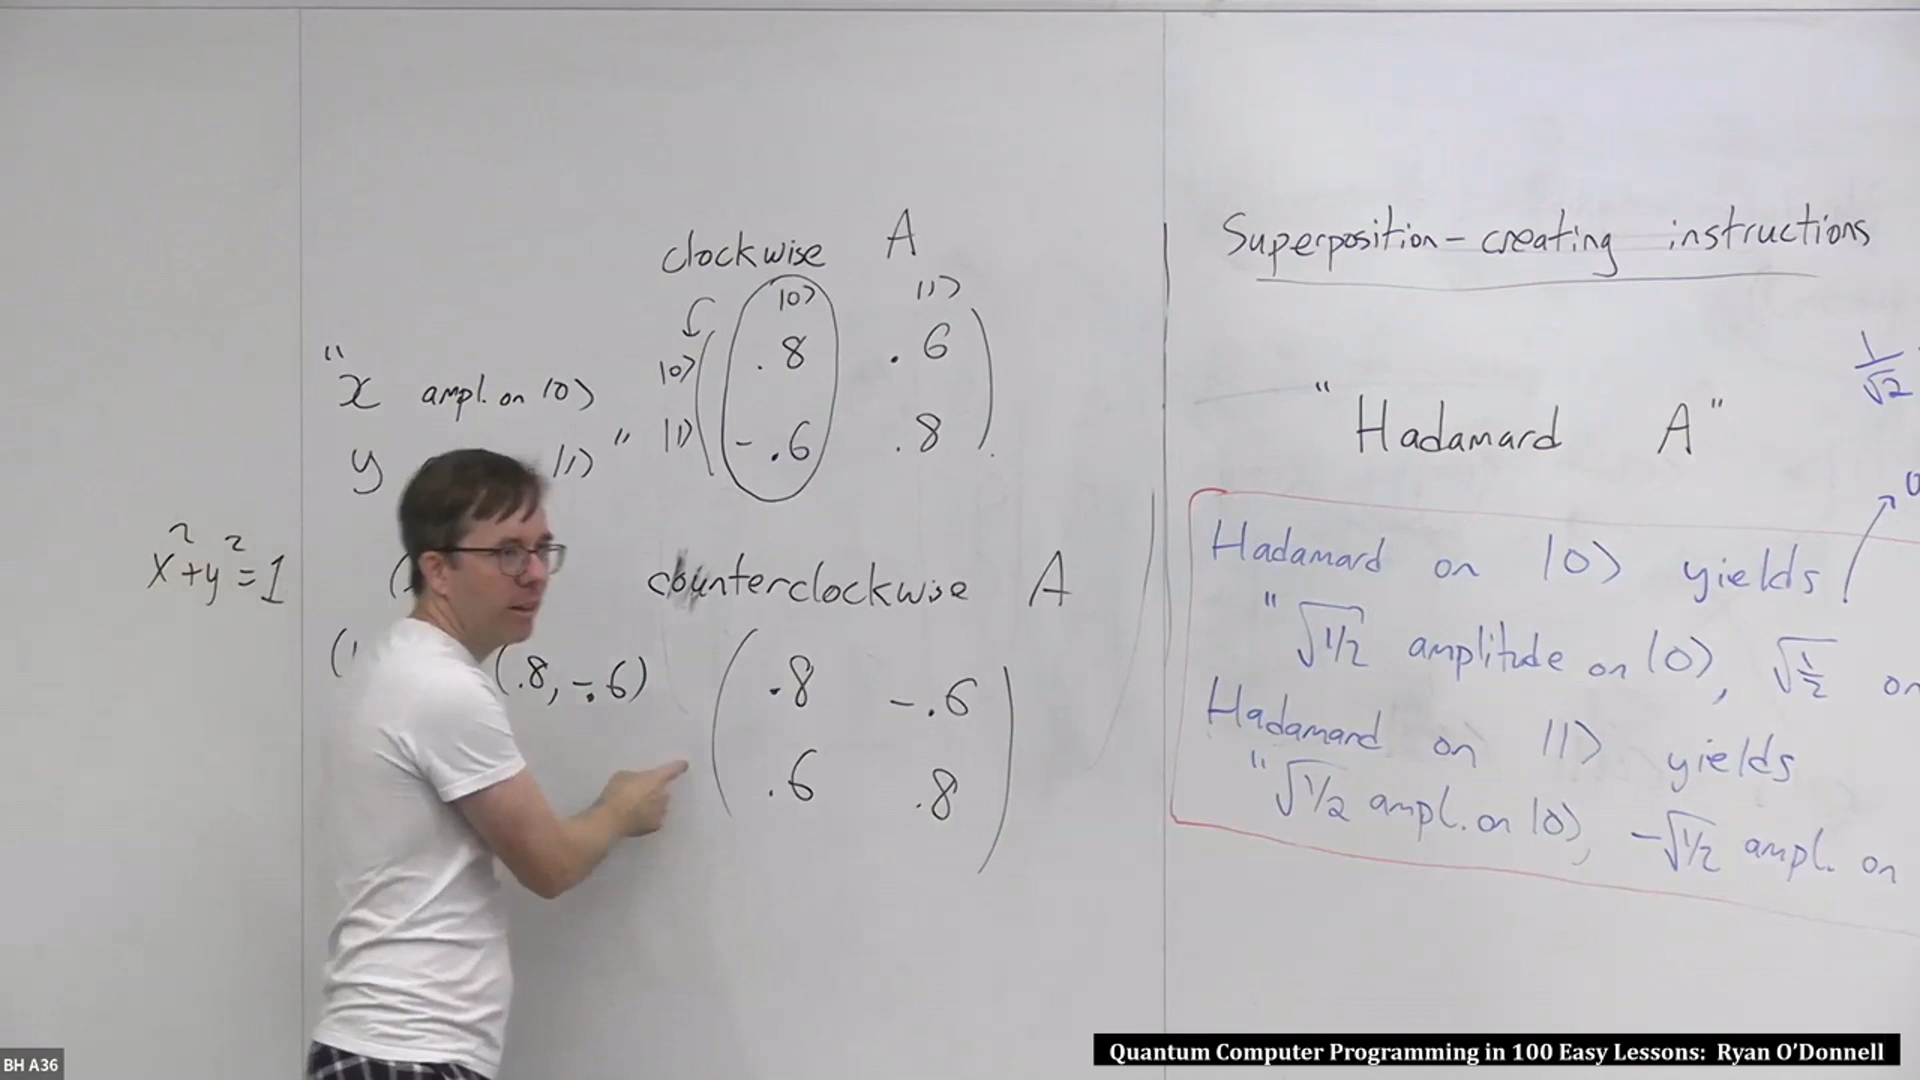 clockwise A
|0> |1>
|0> .8 .6
|1> -.6 .8
"x ampl. on |0>
y |1>"
x² + y² = 1
(.8, -.6)
counterclockwise A
.8 -.6
.6 .8
Superposition-creating instructions
1/√2
"Hadamard A"
Hadamard on |0> yields
"√1/2 amplitude on |0>, √1/2 on
Hadamard on |1> yields
"√1/2 ampl. on |0>, -√1/2 ampl. on
BH A36
Quantum Computer Programming in 100 Easy Lessons: Ryan O'Donnell